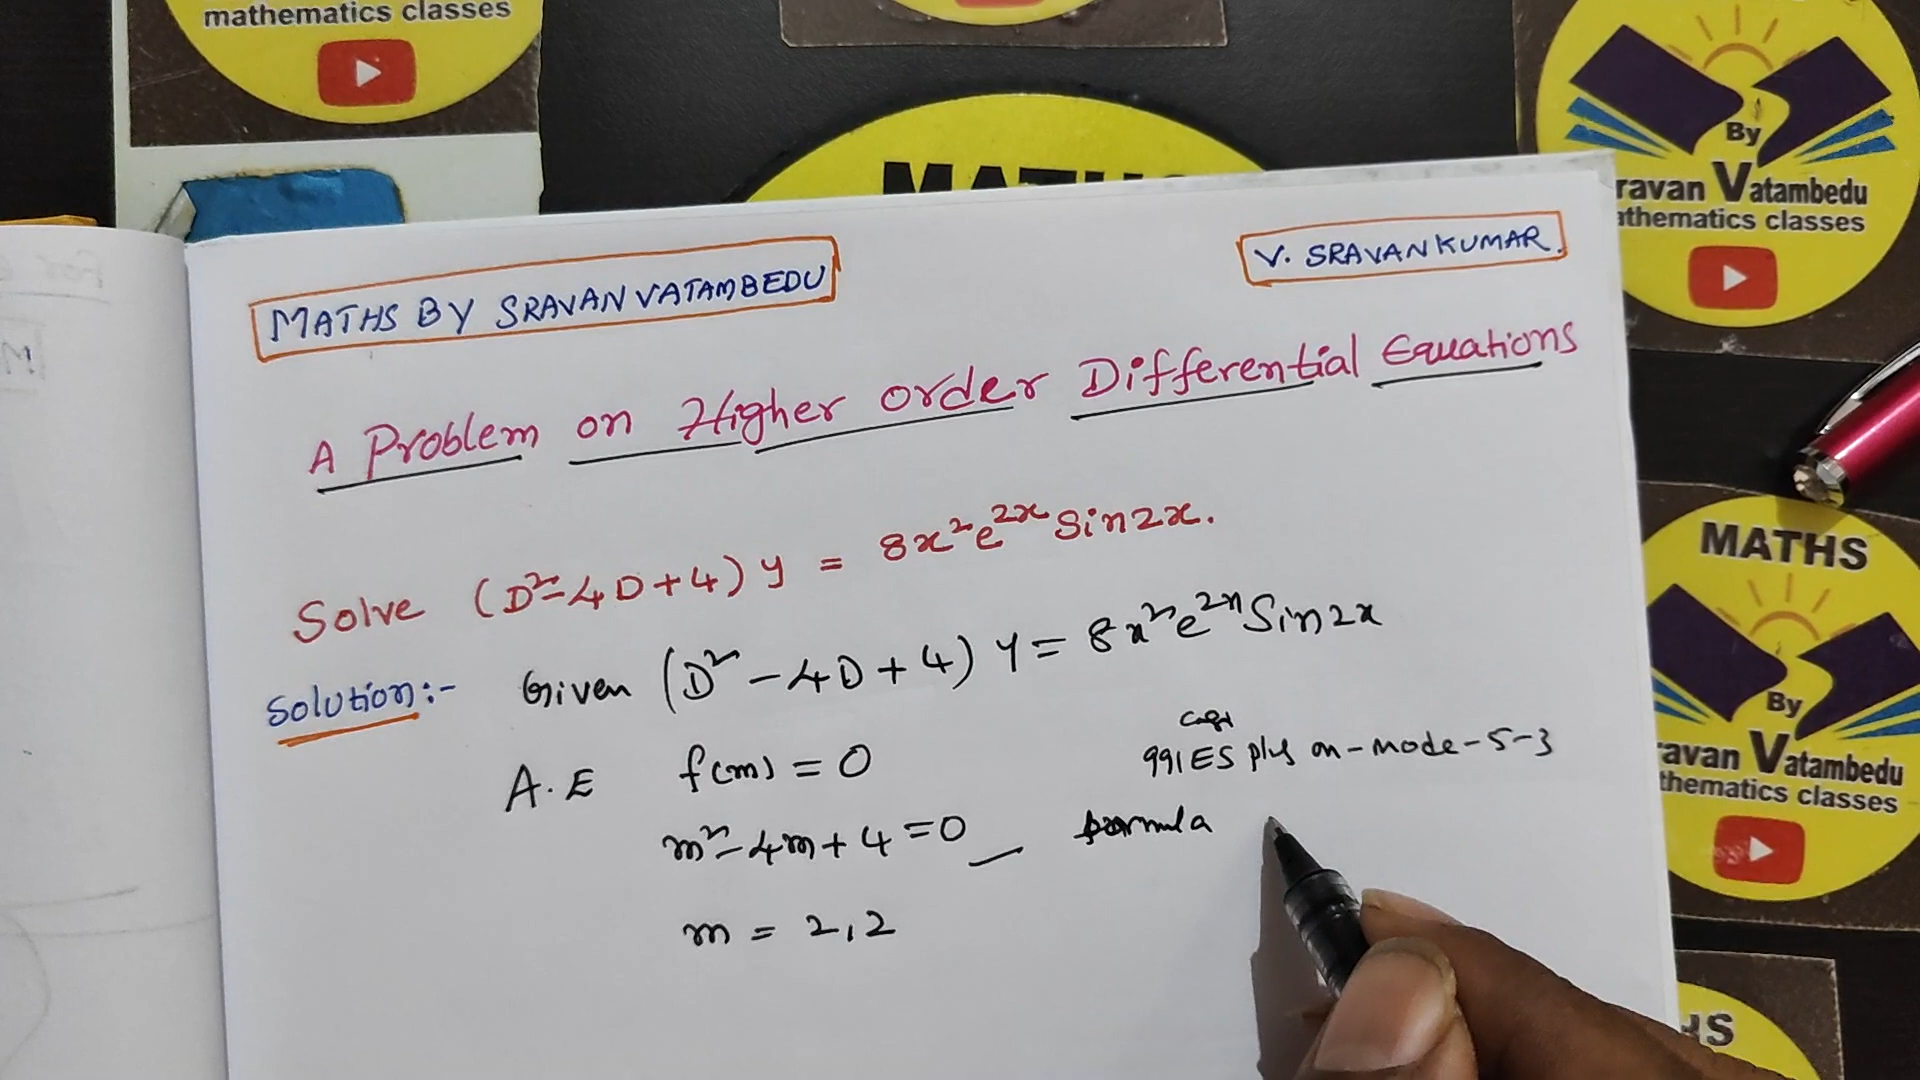 mathematics classes
MATHS
By
ravan Vatambedu
athematics classes
MATHS BY SRAVAN VATAMBEDU
V. SRAVANKUMAR.
A Problem on Higher order Differential Equations
Solve (D²-4D+4) y = 8x²e^2x Sin2x.
Solution:- Given (D² - 4D + 4) y = 8x²e^2x Sin2x
A.E f(m) = 0
991ES plus on-mode-5-3
m²-4m+4=0 formula
m = 2,2
MATHS
By
ravan Vatambedu
thematics classes
HS